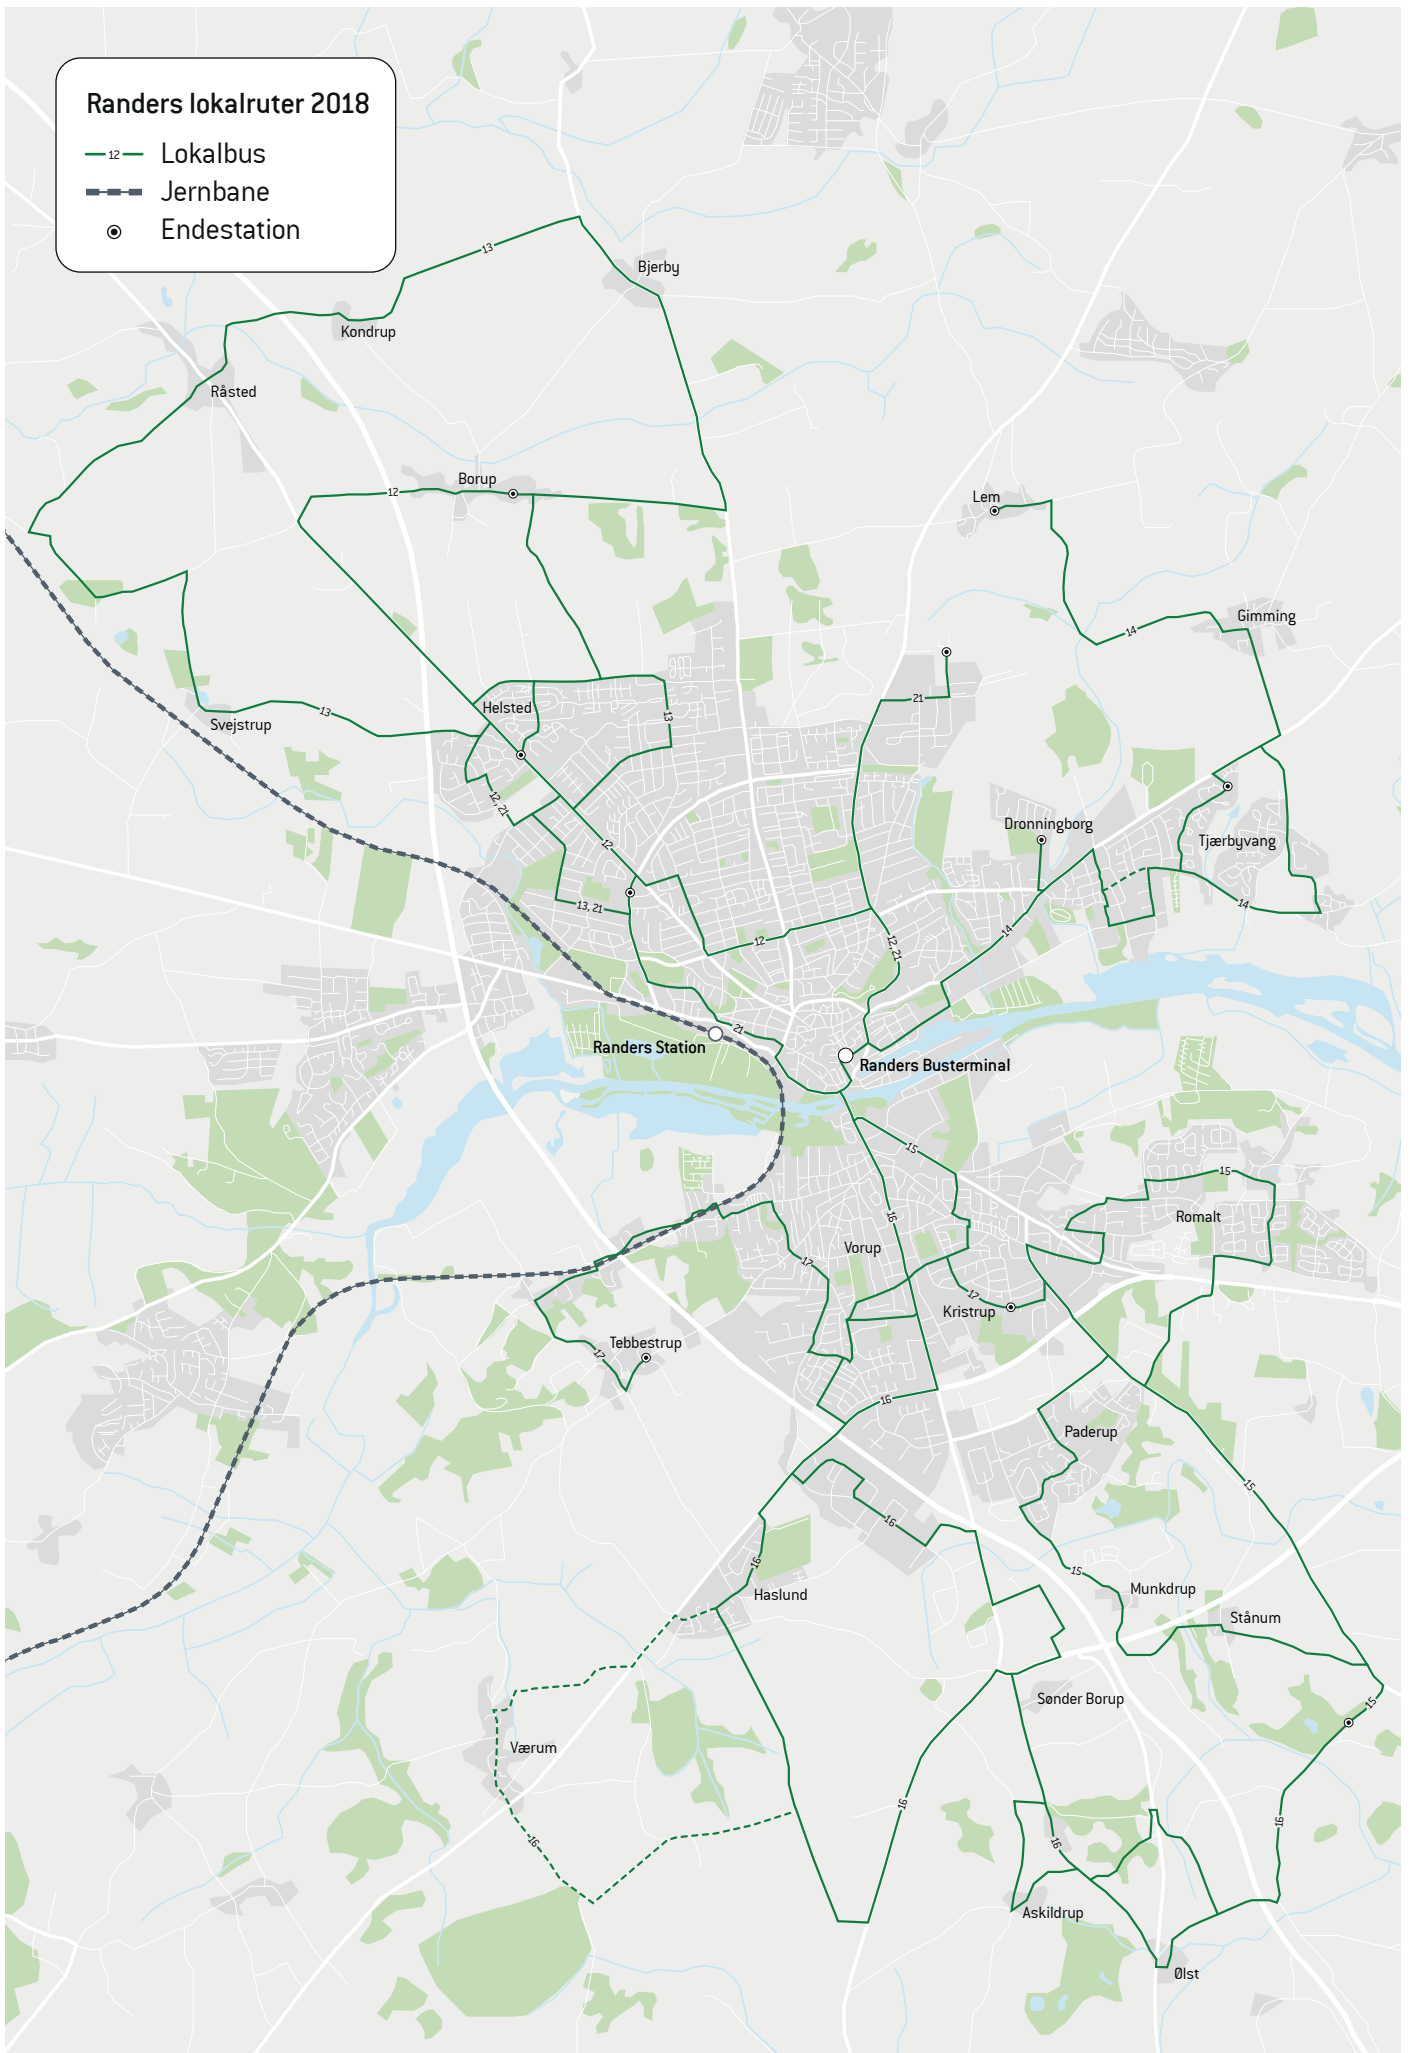 Randers lokalruter 2018
12
Lokalbus
Jernbane
Endestation
13
Bjerby
Kondrup
Råsted
Borup
12
Lem
Gimming
14
21
Helsted
13
Svejstrup
13
12, 21
Dronningborg
Tjærbyvang
12
13, 21
14
14
12
12, 21
21
Randers Station
Randers Busterminal
15
15
16
Romalt
Vorup
17
17
Kristrup
Tebbestrup
17
16
Paderup
15
16
16
15
Haslund
Munkdrup
Stånum
Sønder Borup
15
Værum
16
16
16
16
Askildrup
Ølst